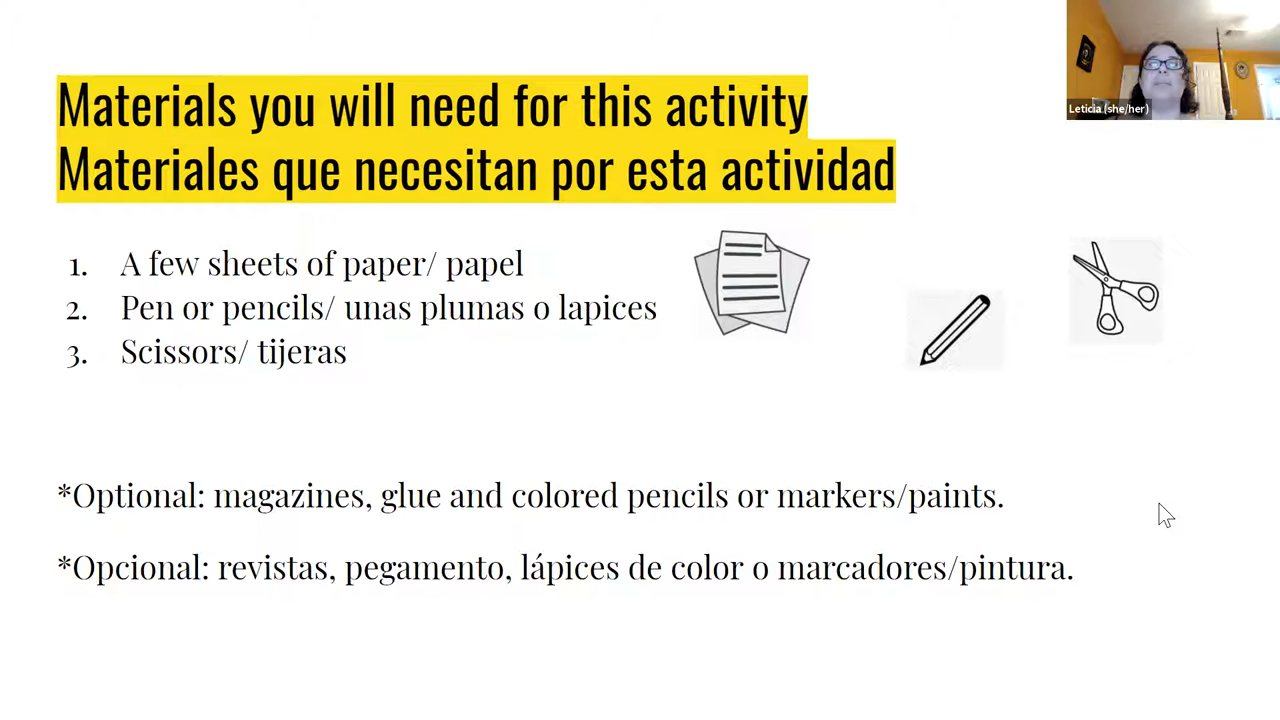 Materials you will need for this activity
Materiales que necesitan por esta actividad
1. A few sheets of paper/ papel
2. Pen or pencils/ unas plumas o lapices
3. Scissors/ tijeras
*Optional: magazines, glue and colored pencils or markers/paints.
*Opcional: revistas, pegamento, lápices de color o marcadores/pintura.
Leticia (she/her)